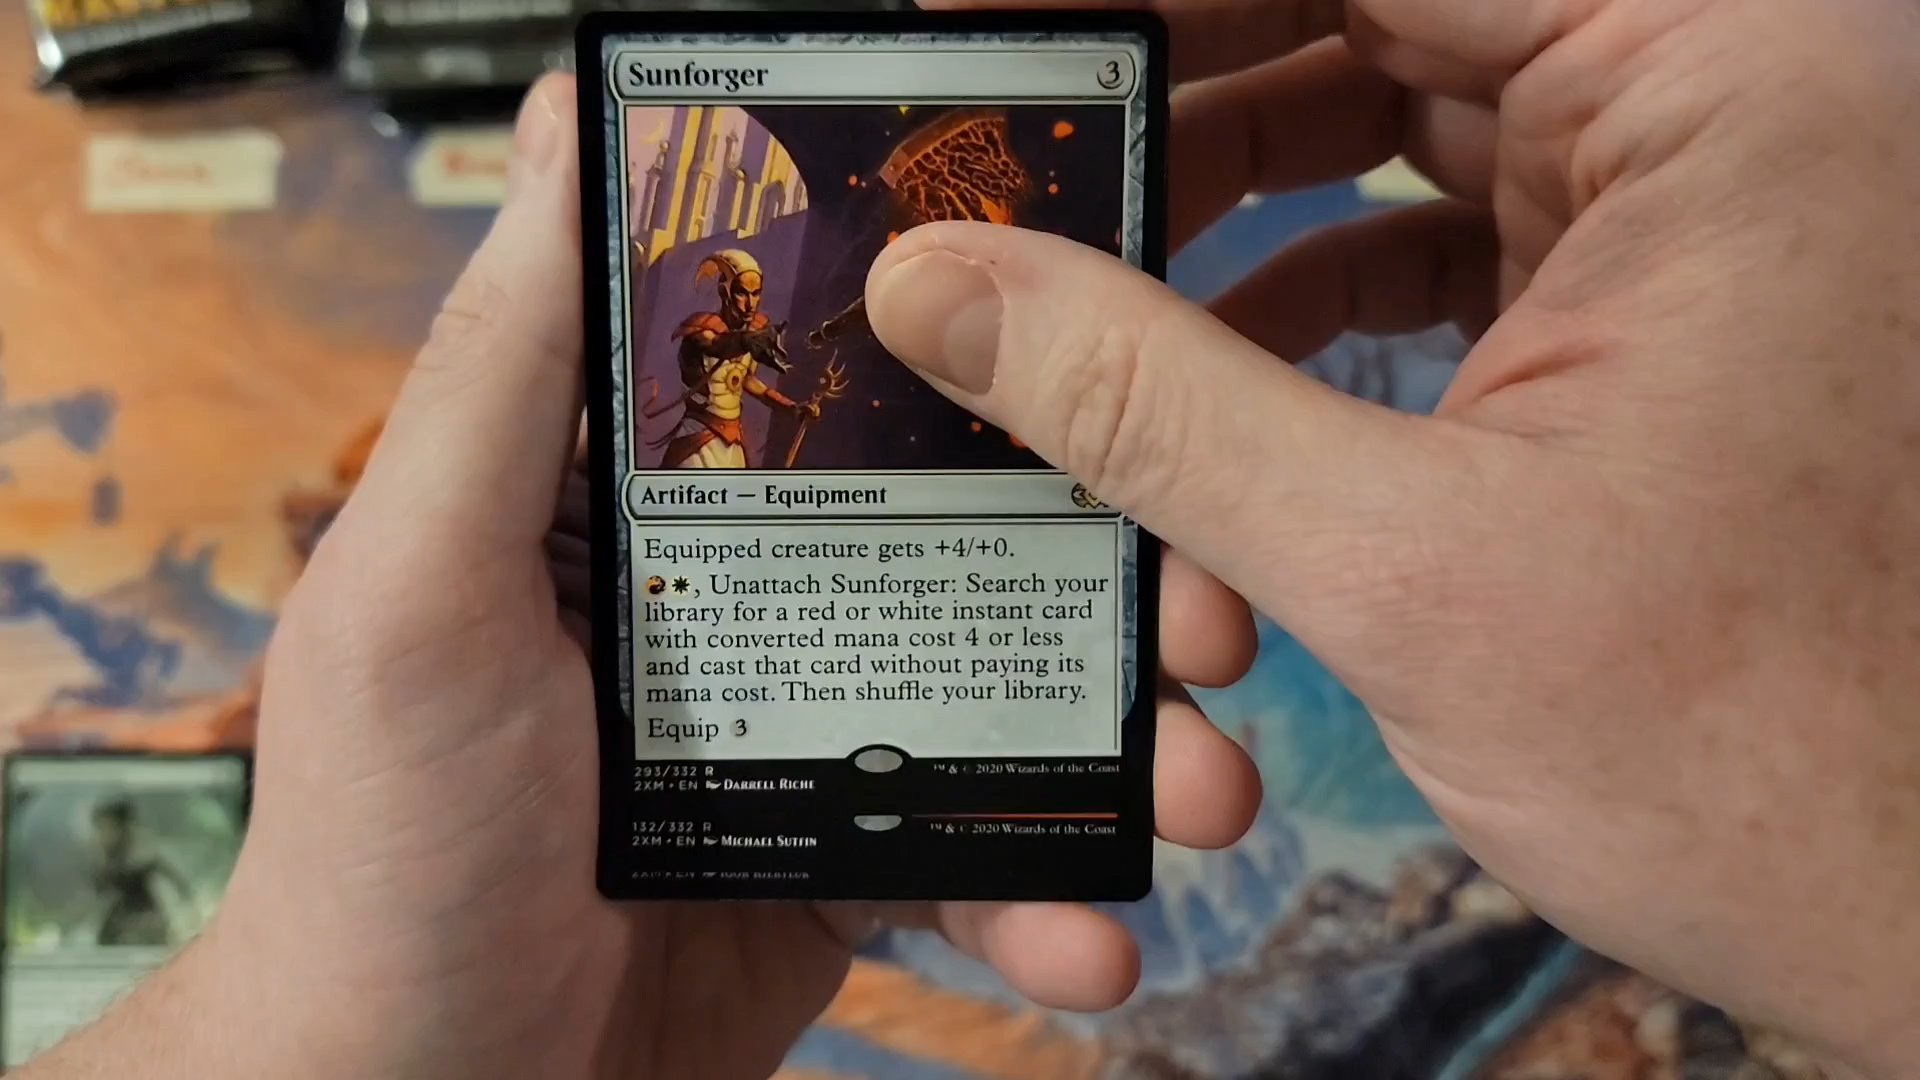 Sunforger 3
Artifact — Equipment
Equipped creature gets +4/+0.
, Unattach Sunforger: Search your
library for a red or white instant card
with converted mana cost 4 or less
and cast that card without paying its
mana cost. Then shuffle your library.
Equip 3
293/332 R
™ & © 2020 Wizards of the Coast
2XM • EN DARRELL RICHE
132/332 R
™ & © 2020 Wizards of the Coast
2XM • EN MICHAEL SUTFIN